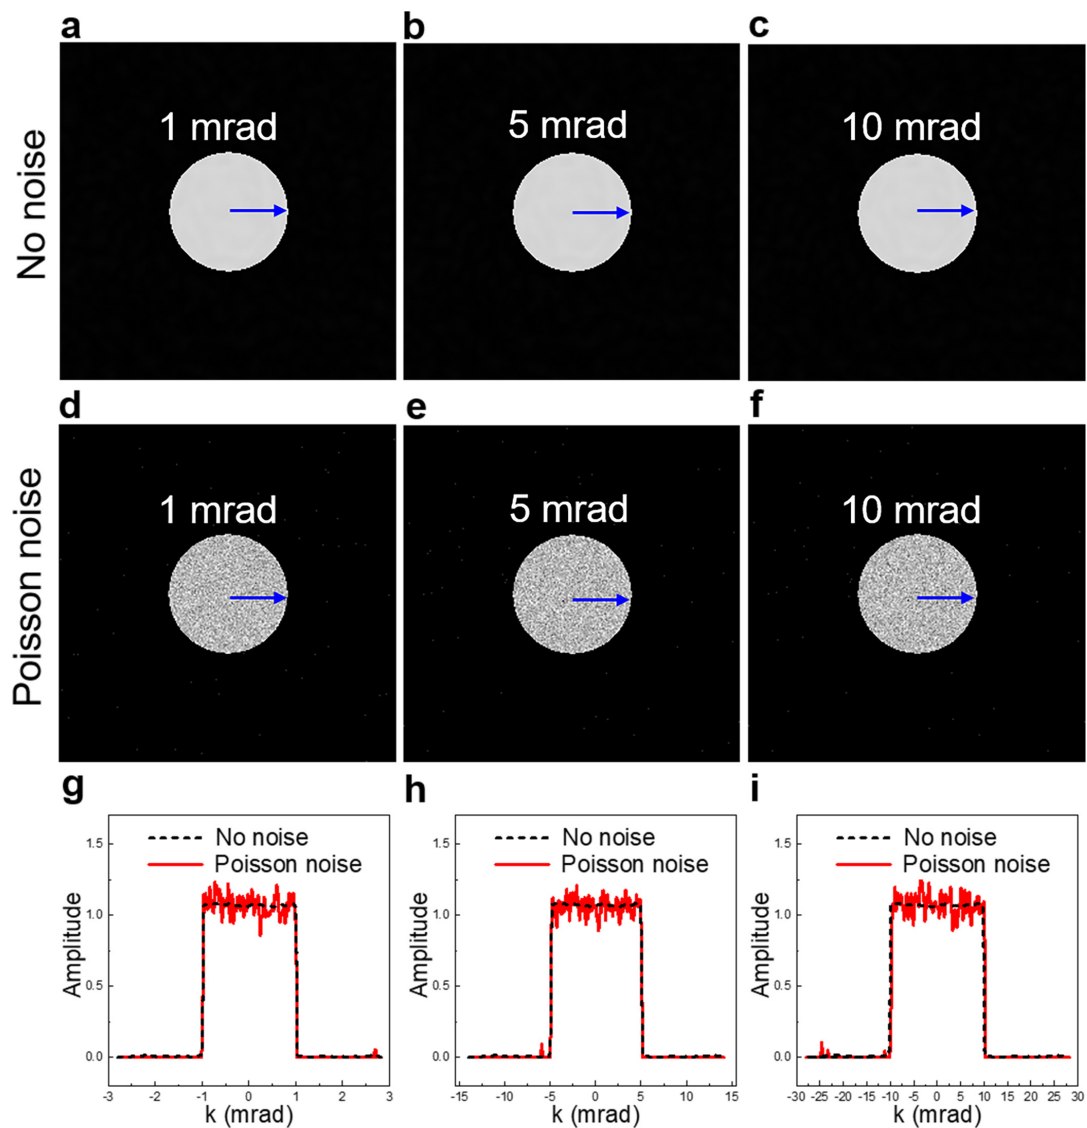 a b c
No noise
1 mrad 5 mrad 10 mrad
d e f
Poisson noise
1 mrad 5 mrad 10 mrad
g h i
Amplitude
1.5
1.0
0.5
0.0
No noise
Poisson noise
-3 -2 -1 0 1 2 3
k (mrad)
Amplitude
1.5
1.0
0.5
0.0
No noise
Poisson noise
-15 -10 -5 0 5 10 15
k (mrad)
Amplitude
1.5
1.0
0.5
0.0
No noise
Poisson noise
-30 -25 -20 -15 -10 -5 0 5 10 15 20 25 30
k (mrad)